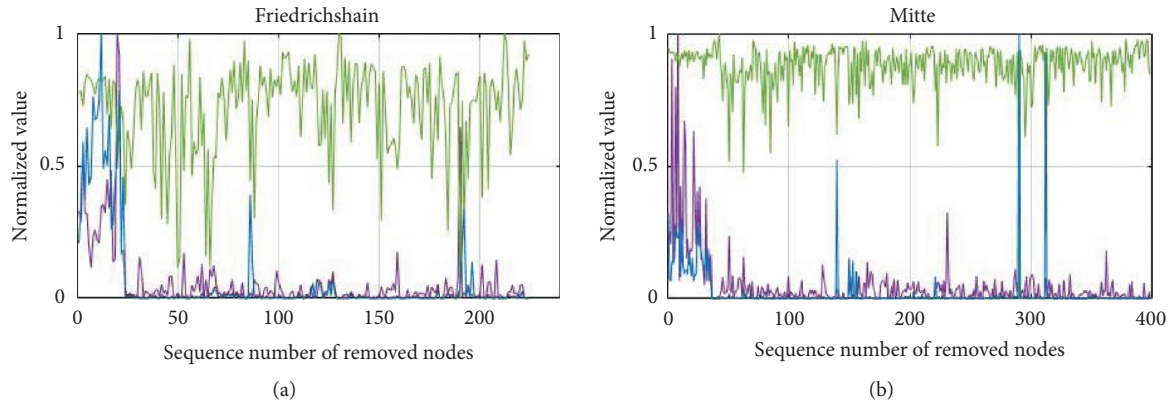 Friedrichshain
Normalized value
1
0.5
0
0 50 100 150 200
Sequence number of removed nodes
(a)
Mitte
Normalized value
1
0.5
0
0 100 200 300 400
Sequence number of removed nodes
(b)